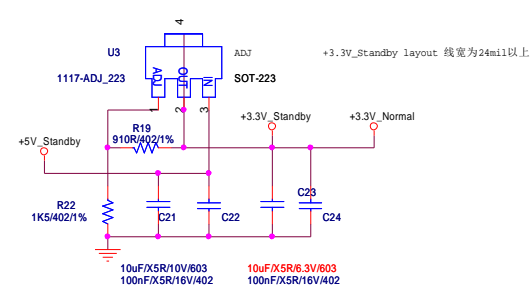 4
U3
ADJ
+3.3V_Standby layout 线宽为24mil以上
1117-ADJ_223
ADJ
OUT
IN
SOT-223
1
2
3
+3.3V_Standby
+3.3V_Normal
R19
910R/402/1%
+5V_Standby
R22
1K5/402/1%
C21
C22
C23
C24
10uF/X5R/10V/603
10uF/X5R/6.3V/603
100nF/X5R/16V/402
100nF/X5R/16V/402